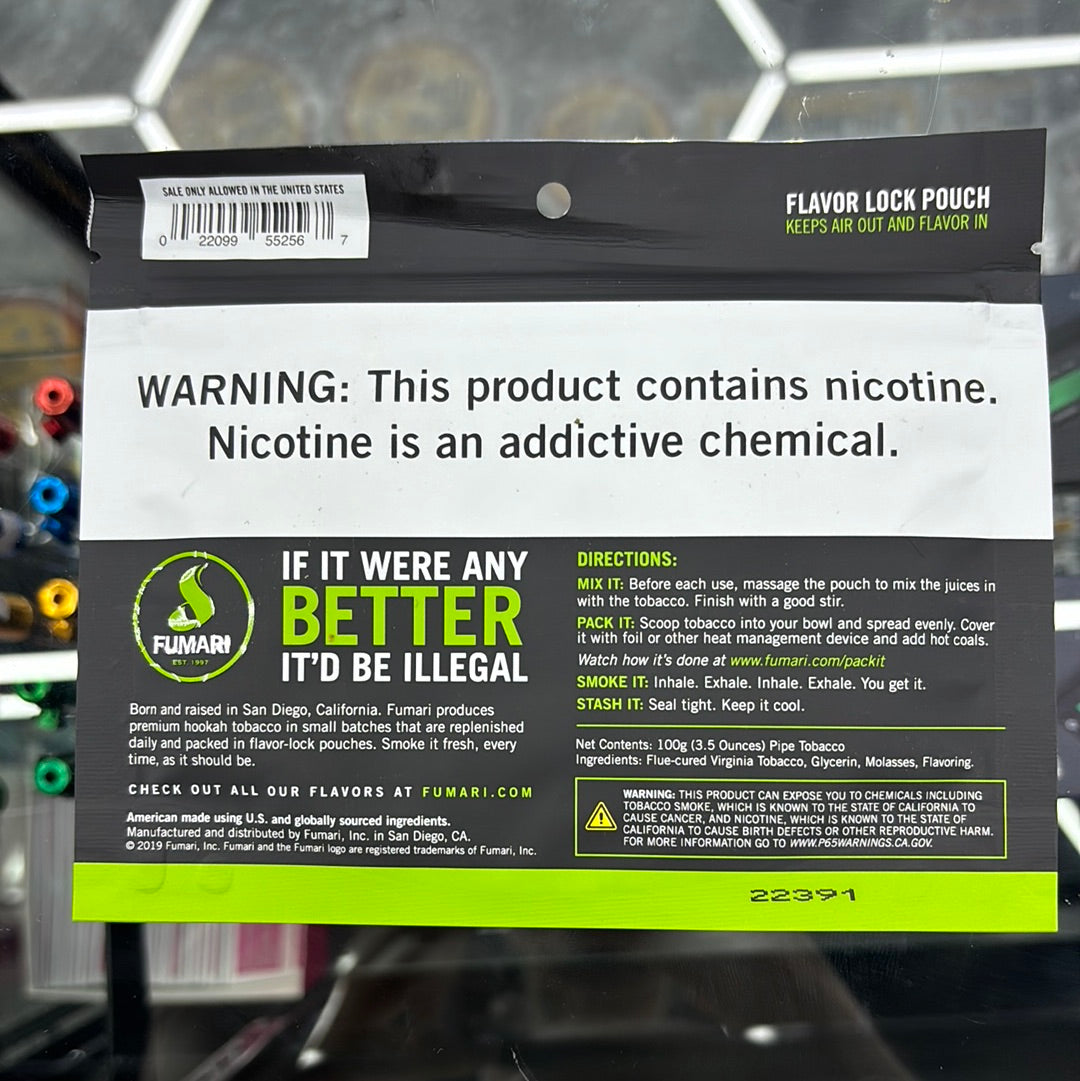 SALE ONLY ALLOWED IN THE UNITED STATES
0 22099 55256 7
FLAVOR LOCK POUCH
KEEPS AIR OUT AND FLAVOR IN
WARNING: This product contains nicotine.
Nicotine is an addictive chemical.
FUMARI
EST. 1997
IF IT WERE ANY
BETTER
IT'D BE ILLEGAL
Born and raised in San Diego, California. Fumari produces
premium hookah tobacco in small batches that are replenished
daily and packed in flavor-lock pouches. Smoke it fresh, every
time, as it should be.
CHECK OUT ALL OUR FLAVORS AT FUMARI.COM
American made using U.S. and globally sourced ingredients.
Manufactured and distributed by Fumari, Inc. in San Diego, CA.
© 2019 Fumari, Inc. Fumari and the Fumari logo are registered trademarks of Fumari, Inc.
DIRECTIONS:
MIX IT: Before each use, massage the pouch to mix the juices in
with the tobacco. Finish with a good stir.
PACK IT: Scoop tobacco into your bowl and spread evenly. Cover
it with foil or other heat management device and add hot coals.
Watch how it's done at www.fumari.com/packit
SMOKE IT: Inhale. Exhale. Inhale. Exhale. You get it.
STASH IT: Seal tight. Keep it cool.
Net Contents: 100g (3.5 Ounces) Pipe Tobacco
Ingredients: Flue-cured Virginia Tobacco, Glycerin, Molasses, Flavoring.
WARNING: THIS PRODUCT CAN EXPOSE YOU TO CHEMICALS INCLUDING
TOBACCO SMOKE, WHICH IS KNOWN TO THE STATE OF CALIFORNIA TO
CAUSE CANCER, AND NICOTINE, WHICH IS KNOWN TO THE STATE OF
CALIFORNIA TO CAUSE BIRTH DEFECTS OR OTHER REPRODUCTIVE HARM.
FOR MORE INFORMATION GO TO WWW.P65WARNINGS.CA.GOV.
22391